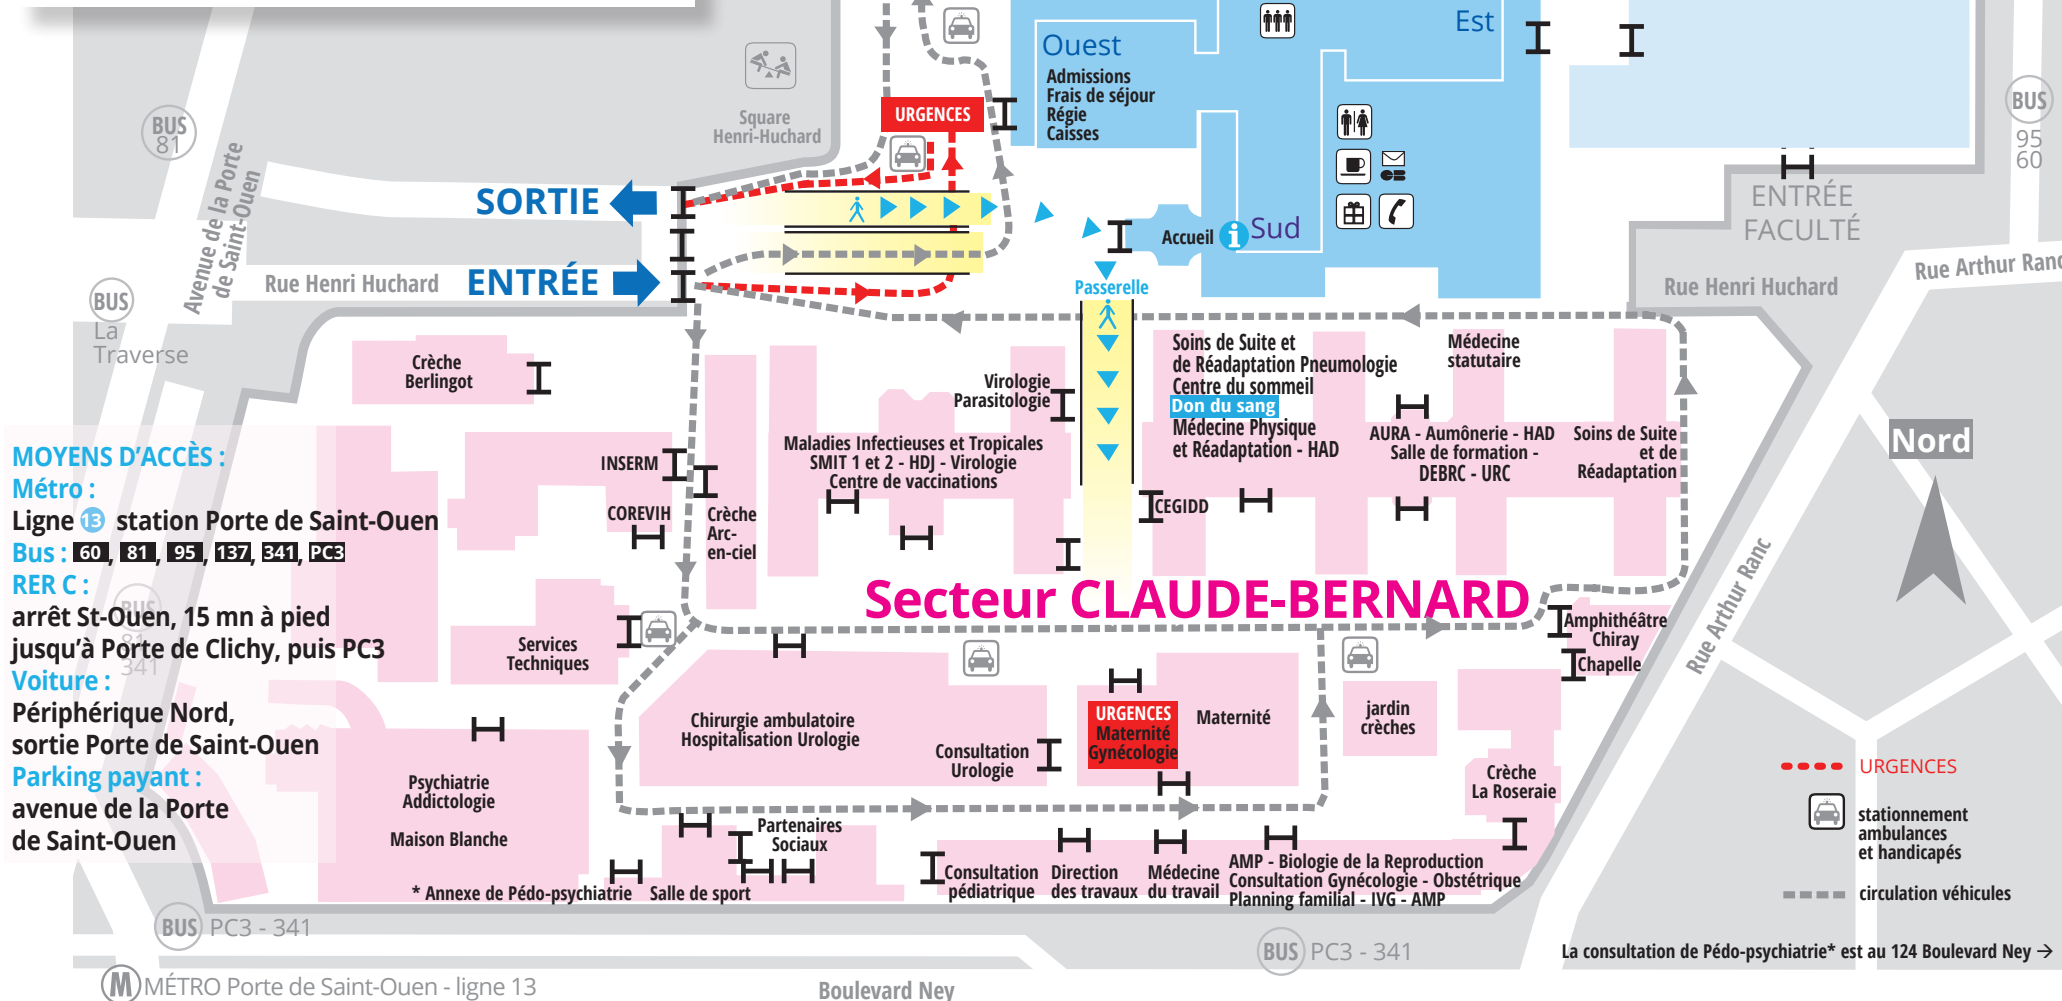 Ouest
Admissions
Frais de séjour
Régie
Caisses
Est
URGENCES
Square
Henri-Huchard
BUS
81
Avenue de la Porte
de Saint-Ouen
BUS
95
60
SORTIE
ENTRÉE
FACULTÉ
Accueil
i
Sud
Rue Henri Huchard
ENTRÉE
Passerelle
Rue Henri Huchard
Rue Arthur Ranc
BUS
La
Traverse
Crèche
Berlingot
Virologie
Parasitologie
Soins de Suite et
de Réadaptation Pneumologie
Centre du sommeil
Don du sang
Médecine Physique
et Réadaptation - HAD
Médecine
statutaire
Maladies Infectieuses et Tropicales
SMIT 1 et 2 - HDJ - Virologie
Centre de vaccinations
AURA - Aumônerie - HAD
Salle de formation -
DEBRC - URC
Soins de Suite
et de
Réadaptation
Nord
INSERM
COREVIH
Crèche
Arc-
en-ciel
CEGIDD
MOYENS D'ACCÈS :
Métro :
Ligne 13 station Porte de Saint-Ouen
Bus : 60, 81, 95, 137, 341, PC3
RER C :
arrêt St-Ouen, 15 mn à pied
jusqu'à Porte de Clichy, puis PC3
Voiture :
Périphérique Nord,
sortie Porte de Saint-Ouen
Parking payant :
avenue de la Porte
de Saint-Ouen
BUS
81
341
Secteur CLAUDE-BERNARD
Services
Techniques
Amphithéâtre
Chiray
Chapelle
Rue Arthur Ranc
Chirurgie ambulatoire
Hospitalisation Urologie
Consultation
Urologie
URGENCES
Maternité
Gynécologie
Maternité
jardin
crèches
Crèche
La Roseraie
Psychiatrie
Addictologie
Maison Blanche
Partenaires
Sociaux
* Annexe de Pédo-psychiatrie
Salle de sport
Consultation
pédiatrique
Direction
des travaux
Médecine
du travail
AMP - Biologie de la Reproduction
Consultation Gynécologie - Obstétrique
Planning familial - IVG - AMP
URGENCES
stationnement
ambulances
et handicapés
circulation véhicules
BUS PC3 - 341
BUS PC3 - 341
La consultation de Pédo-psychiatrie* est au 124 Boulevard Ney →
M MÉTRO Porte de Saint-Ouen - ligne 13
Boulevard Ney